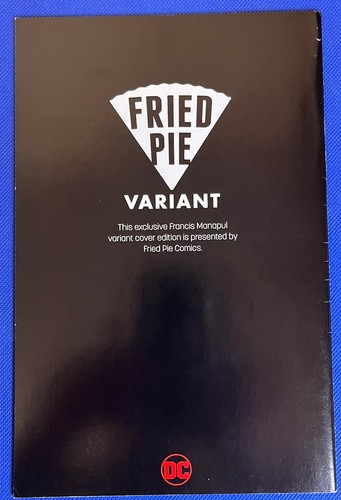 FRIED
PIE
VARIANT
This exclusive Francis Manapul
variant cover edition is presented by
Fried Pie Comics.
DC